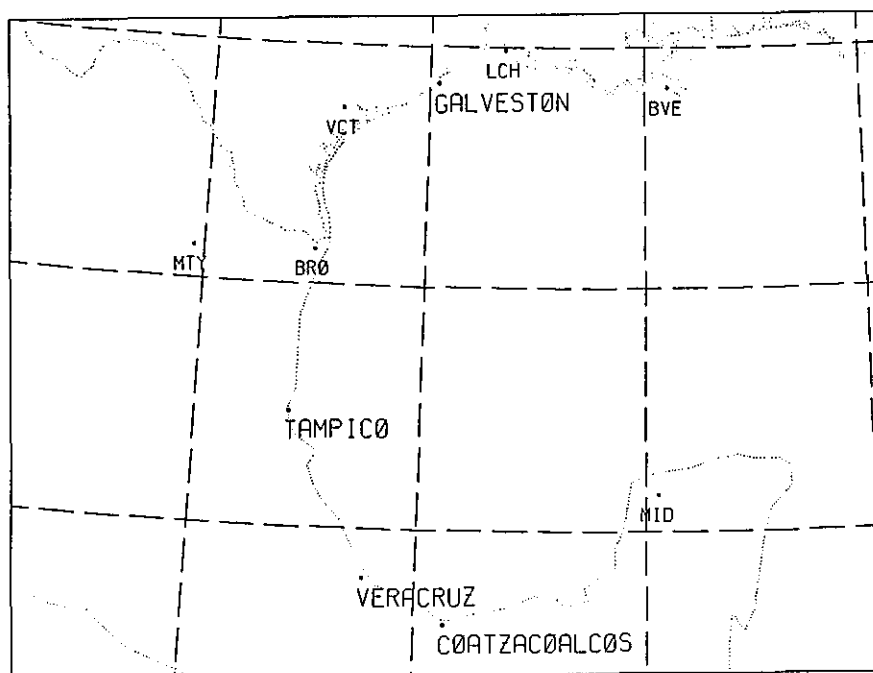 LCH
GALVESTØN
BVE
VCT
MTY
BRØ
TAMPICØ
MID
VERACRUZ
CØATZACØALCØS